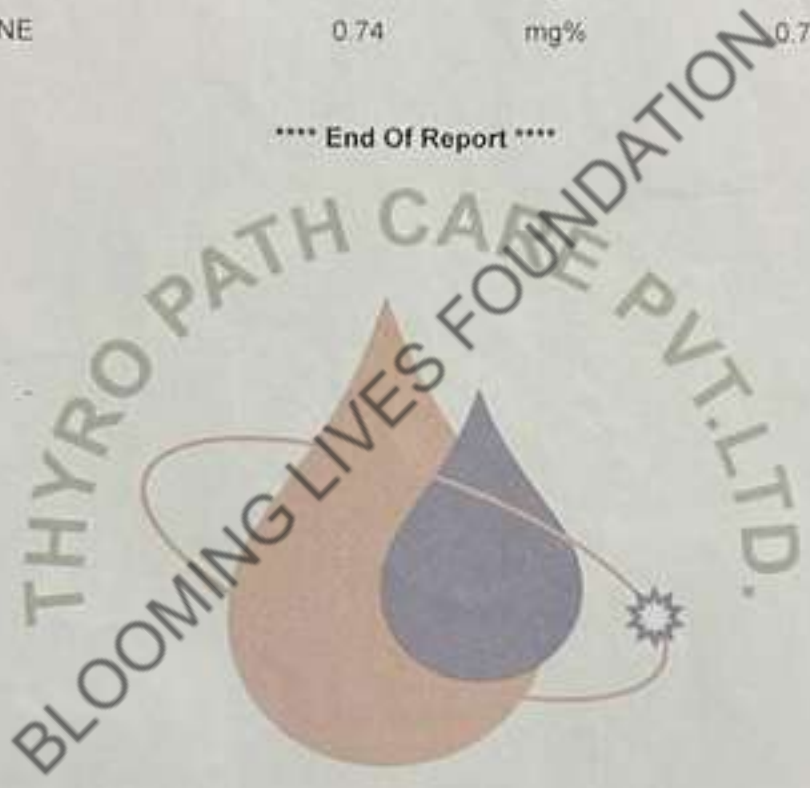 NE 0.74 mg% 0.7
**** End Of Report ****
THYRO PATH CARE PVT.LTD.
BLOOMING LIVES FOUNDATION